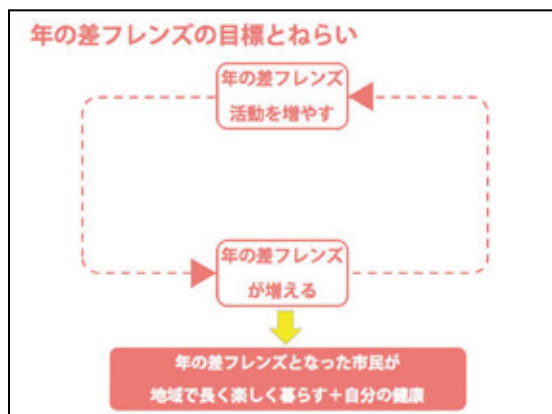 年の差フレンズの目標とねらい
年の差フレンズ
活動を増やす
年の差フレンズ
が増える
年の差フレンズとなった市民が
地域で長く楽しく暮らす+自分の健康